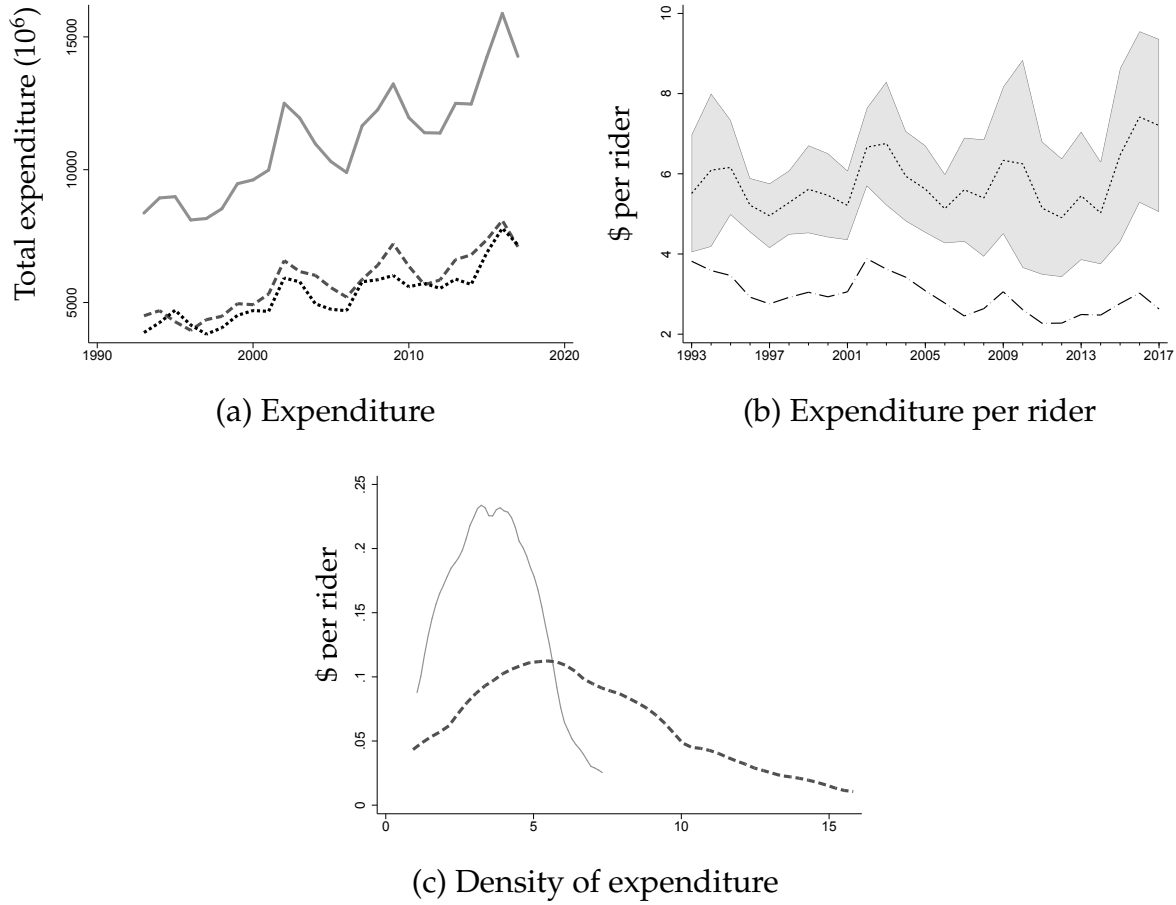 Total expenditure (10⁶)
15000
10000
5000
1990 2000 2010 2020
(a) Expenditure
$ per rider
10
8
6
4
2
1993 1997 2001 2005 2009 2013 2017
(b) Expenditure per rider
$ per rider
.25
.2
.15
.1
.05
0
0 5 10 15
(c) Density of expenditure